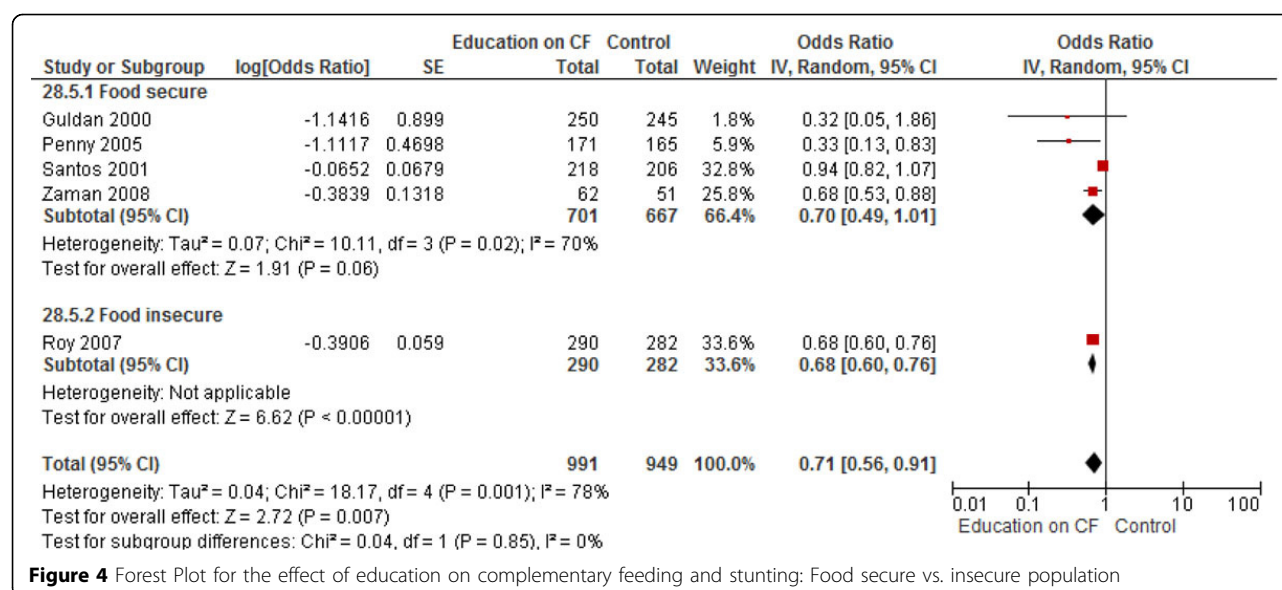 Education on CF Control Odds Ratio Odds Ratio
Study or Subgroup log[Odds Ratio] SE Total Total Weight IV, Random, 95% CI IV, Random, 95% CI
28.5.1 Food secure
Guldan 2000 -1.1416 0.899 250 245 1.8% 0.32 [0.05, 1.86]
Penny 2005 -1.1117 0.4698 171 165 5.9% 0.33 [0.13, 0.83]
Santos 2001 -0.0652 0.0679 218 206 32.8% 0.94 [0.82, 1.07]
Zaman 2008 -0.3839 0.1318 62 51 25.8% 0.68 [0.53, 0.88]
Subtotal (95% CI) 701 667 66.4% 0.70 [0.49, 1.01]
Heterogeneity: Tau² = 0.07; Chi² = 10.11, df = 3 (P = 0.02); I² = 70%
Test for overall effect: Z = 1.91 (P = 0.06)
28.5.2 Food insecure
Roy 2007 -0.3906 0.059 290 282 33.6% 0.68 [0.60, 0.76]
Subtotal (95% CI) 290 282 33.6% 0.68 [0.60, 0.76]
Heterogeneity: Not applicable
Test for overall effect: Z = 6.62 (P < 0.00001)
Total (95% CI) 991 949 100.0% 0.71 [0.56, 0.91]
Heterogeneity: Tau² = 0.04; Chi² = 18.17, df = 4 (P = 0.001); I² = 78%
Test for overall effect: Z = 2.72 (P = 0.007)
Test for subgroup differences: Chi² = 0.04, df = 1 (P = 0.85), I² = 0%
0.01 0.1 1 10 100
Education on CF Control
Figure 4 Forest Plot for the effect of education on complementary feeding and stunting: Food secure vs. insecure population